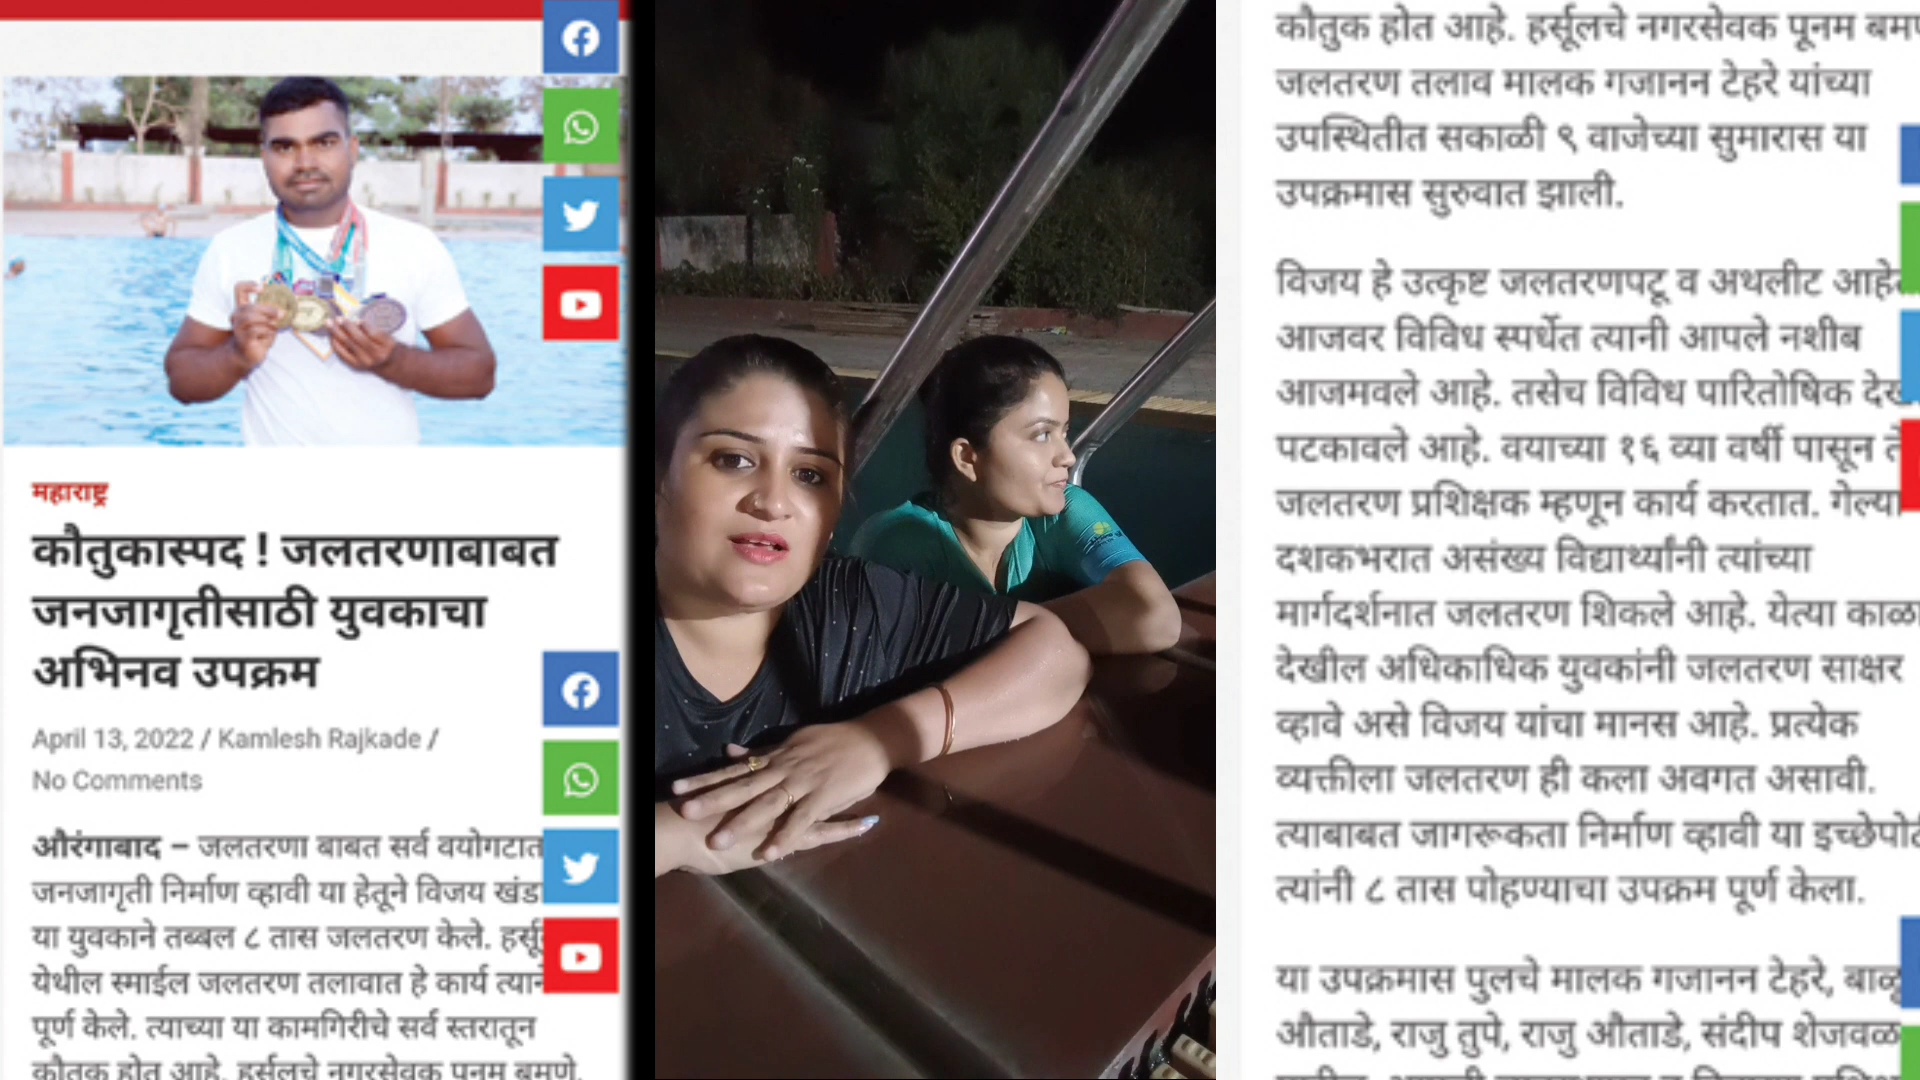 महाराष्ट्र
कौतुकास्पद ! जलतरणाबाबत
जनजागृतीसाठी युवकाचा
अभिनव उपक्रम
April 13, 2022 / Kamlesh Rajkade /
No Comments
औरंगाबाद – जलतरणा बाबत सर्व वयोगटात
जनजागृती निर्माण व्हावी या हेतूने विजय
या युवकाने तब्बल ८ तास जलतरण केले.
येथील स्माईल जलतरण तलावात हे कार्य
पूर्ण केले. त्याच्या या कामगिरीचे सर्व स्तरातून
कौतुक होत आहे. हर्सूलचे नगरसेवक पूनम बमणे,
कौतुक होत आहे. हर्सूलचे नगरसेवक पूनम
जलतरण तलाव मालक गजानन टेहरे यांच्या
उपस्थितीत सकाळी ९ वाजेच्या सुमारास या
उपक्रमास सुरुवात झाली.
विजय हे उत्कृष्ट जलतरणपटू व अथलीट
आजवर विविध स्पर्धेत त्यानी आपले नशीब
आजमवले आहे. तसेच विविध पारितोषिक
पटकावले आहे. वयाच्या १६ व्या वर्षी पासून ते
जलतरण प्रशिक्षक म्हणून कार्य करतात. गेल्या
दशकभरात असंख्य विद्यार्थ्यांनी त्यांच्या
मार्गदर्शनात जलतरण शिकले आहे. येत्या
देखील अधिकाधिक युवकांनी जलतरण साक्षर
व्हावे असे विजय यांचा मानस आहे. प्रत्येक
व्यक्तीला जलतरण ही कला अवगत असावी.
त्याबाबत जागरूकता निर्माण व्हावी या
त्यांनी ८ तास पोहण्याचा उपक्रम पूर्ण केला.
या उपक्रमास पुलचे मालक गजानन टेहरे,
औताडे, राजु तुपे, राजु औताडे, संदीप शेजवळ